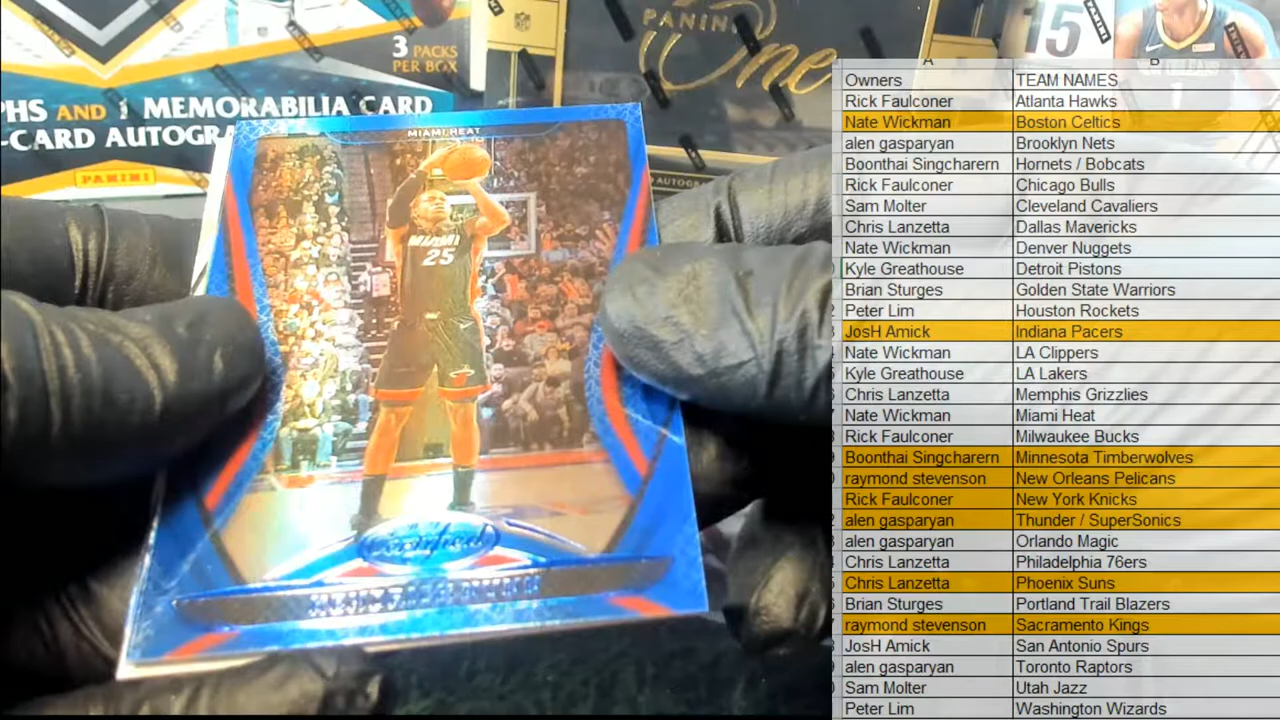 3 PACKS
PER BOX
PHS AND 1 MEMORABILIA CARD
-CARD AUTOGRA
PANINI
PANINI
One
15
NEW ORLEANS
1
MIAMI HEAT
MIAMI
25
Certified
A B
Owners TEAM NAMES
Rick Faulconer Atlanta Hawks
Nate Wickman Boston Celtics
alen gasparyan Brooklyn Nets
Boonthai Singcharern Hornets / Bobcats
Rick Faulconer Chicago Bulls
Sam Molter Cleveland Cavaliers
Chris Lanzetta Dallas Mavericks
Nate Wickman Denver Nuggets
Kyle Greathouse Detroit Pistons
Brian Sturges Golden State Warriors
Peter Lim Houston Rockets
JosH Amick Indiana Pacers
Nate Wickman LA Clippers
Kyle Greathouse LA Lakers
Chris Lanzetta Memphis Grizzlies
Nate Wickman Miami Heat
Rick Faulconer Milwaukee Bucks
Boonthai Singcharern Minnesota Timberwolves
raymond stevenson New Orleans Pelicans
Rick Faulconer New York Knicks
alen gasparyan Thunder / SuperSonics
alen gasparyan Orlando Magic
Chris Lanzetta Philadelphia 76ers
Chris Lanzetta Phoenix Suns
Brian Sturges Portland Trail Blazers
raymond stevenson Sacramento Kings
JosH Amick San Antonio Spurs
alen gasparyan Toronto Raptors
Sam Molter Utah Jazz
Peter Lim Washington Wizards